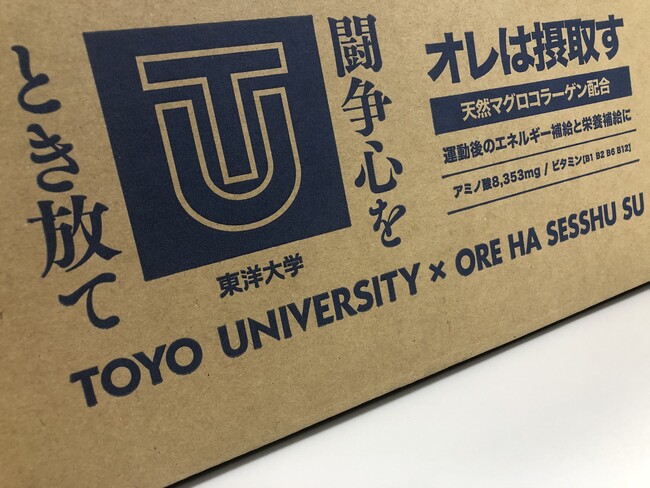 闘争心を
とき放て
TU
東洋大学
オレは摂取す
天然マグロコラーゲン配合
運動後のエネルギー補給と栄養補給に
アミノ酸8,353mg / ビタミン[B1 B2 B6 B12]
TOYO UNIVERSITY × ORE HA SESSHU SU